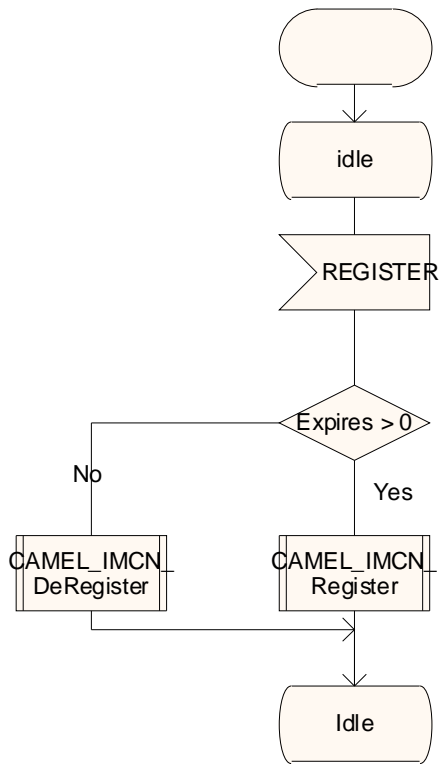 idle
REGISTER
Expires > 0
No
Yes
CAMEL_IMCN_
DeRegister
CAMEL_IMCN_
Register
Idle